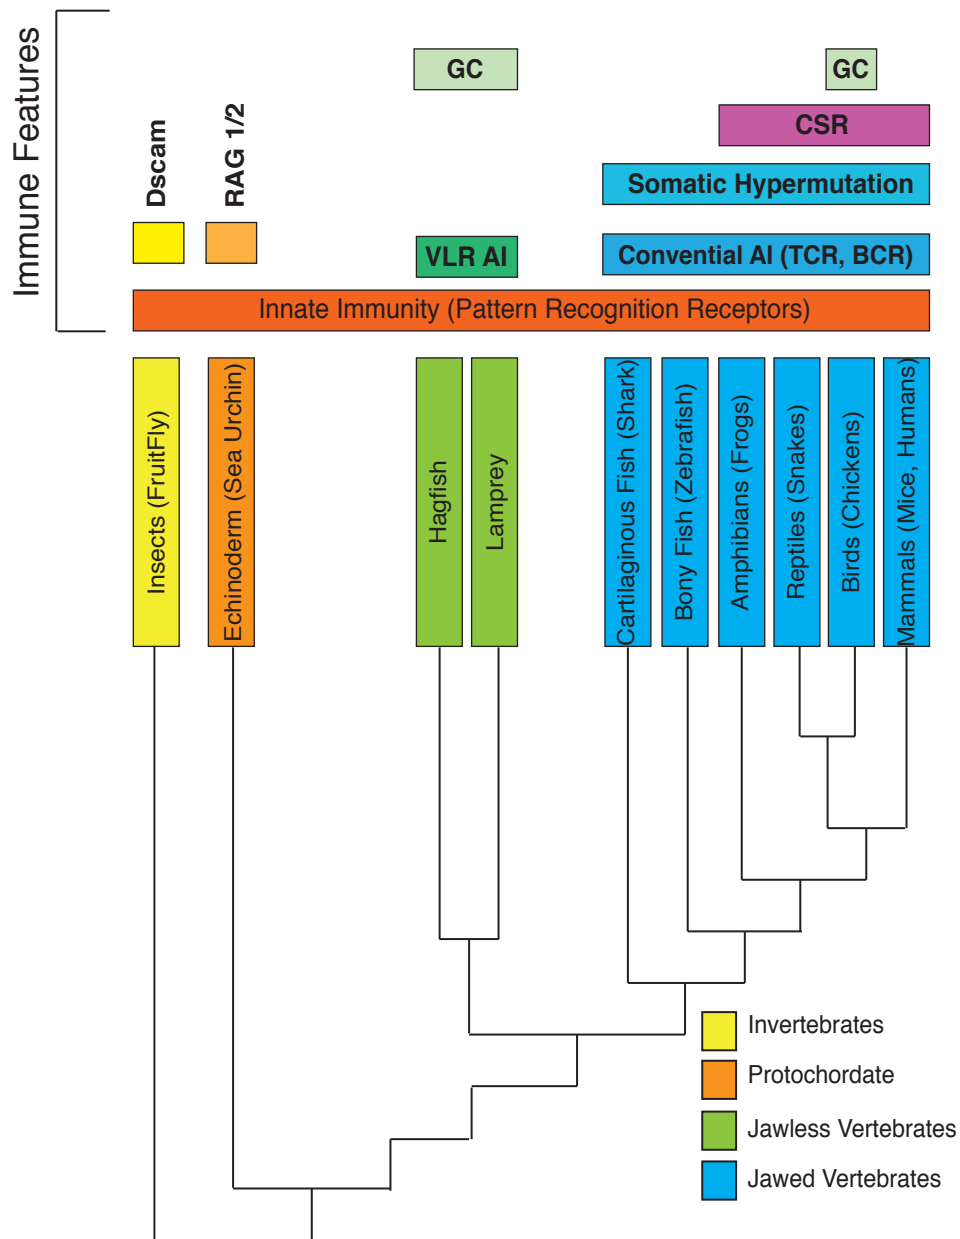 Immune Features
GC
GC
CSR
Dscam
RAG 1/2
Somatic Hypermutation
VLR AI
Convential AI (TCR, BCR)
Innate Immunity (Pattern Recognition Receptors)
Insects (FruitFly)
Echinoderm (Sea Urchin)
Hagfish
Lamprey
Cartilaginous Fish (Shark)
Bony Fish (Zebrafish)
Amphibians (Frogs)
Reptiles (Snakes)
Birds (Chickens)
Mammals (Mice, Humans)
Invertebrates
Protochordate
Jawless Vertebrates
Jawed Vertebrates